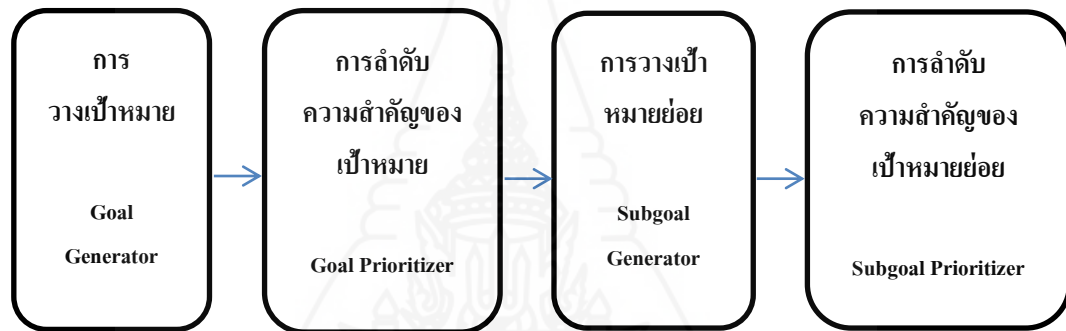 การ
วางเป้าหมาย
Goal
Generator
การลำดับ
ความสำคัญของ
เป้าหมาย
Goal Prioritizer
การวางเป้า
หมายย่อย
Subgoal
Generator
การลำดับ
ความสำคัญของ
เป้าหมายย่อย
Subgoal Prioritizer